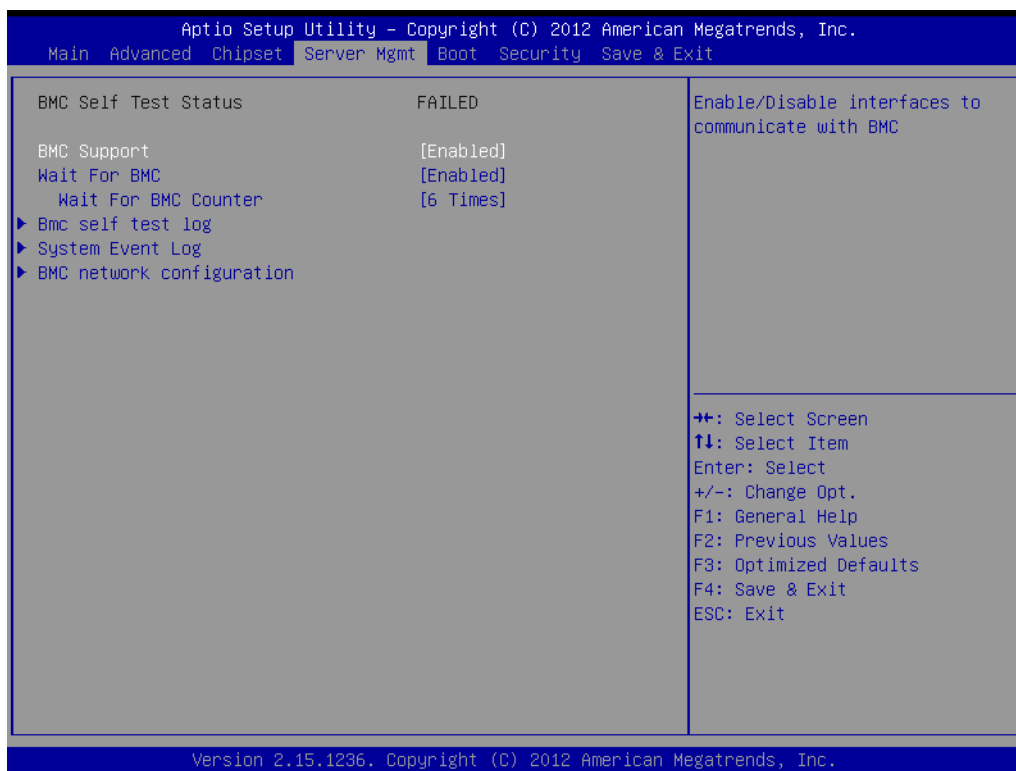 Aptio Setup Utility – Copyright (C) 2012 American Megatrends, Inc.
Main Advanced Chipset Server Mgmt Boot Security Save & Exit
BMC Self Test Status FAILED
BMC Support [Enabled]
Wait For BMC [Enabled]
Wait For BMC Counter [6 Times]
Bmc self test log
System Event Log
BMC network configuration
Enable/Disable interfaces to
communicate with BMC
→←: Select Screen
↑↓: Select Item
Enter: Select
+/-: Change Opt.
F1: General Help
F2: Previous Values
F3: Optimized Defaults
F4: Save & Exit
ESC: Exit
Version 2.15.1236. Copyright (C) 2012 American Megatrends, Inc.